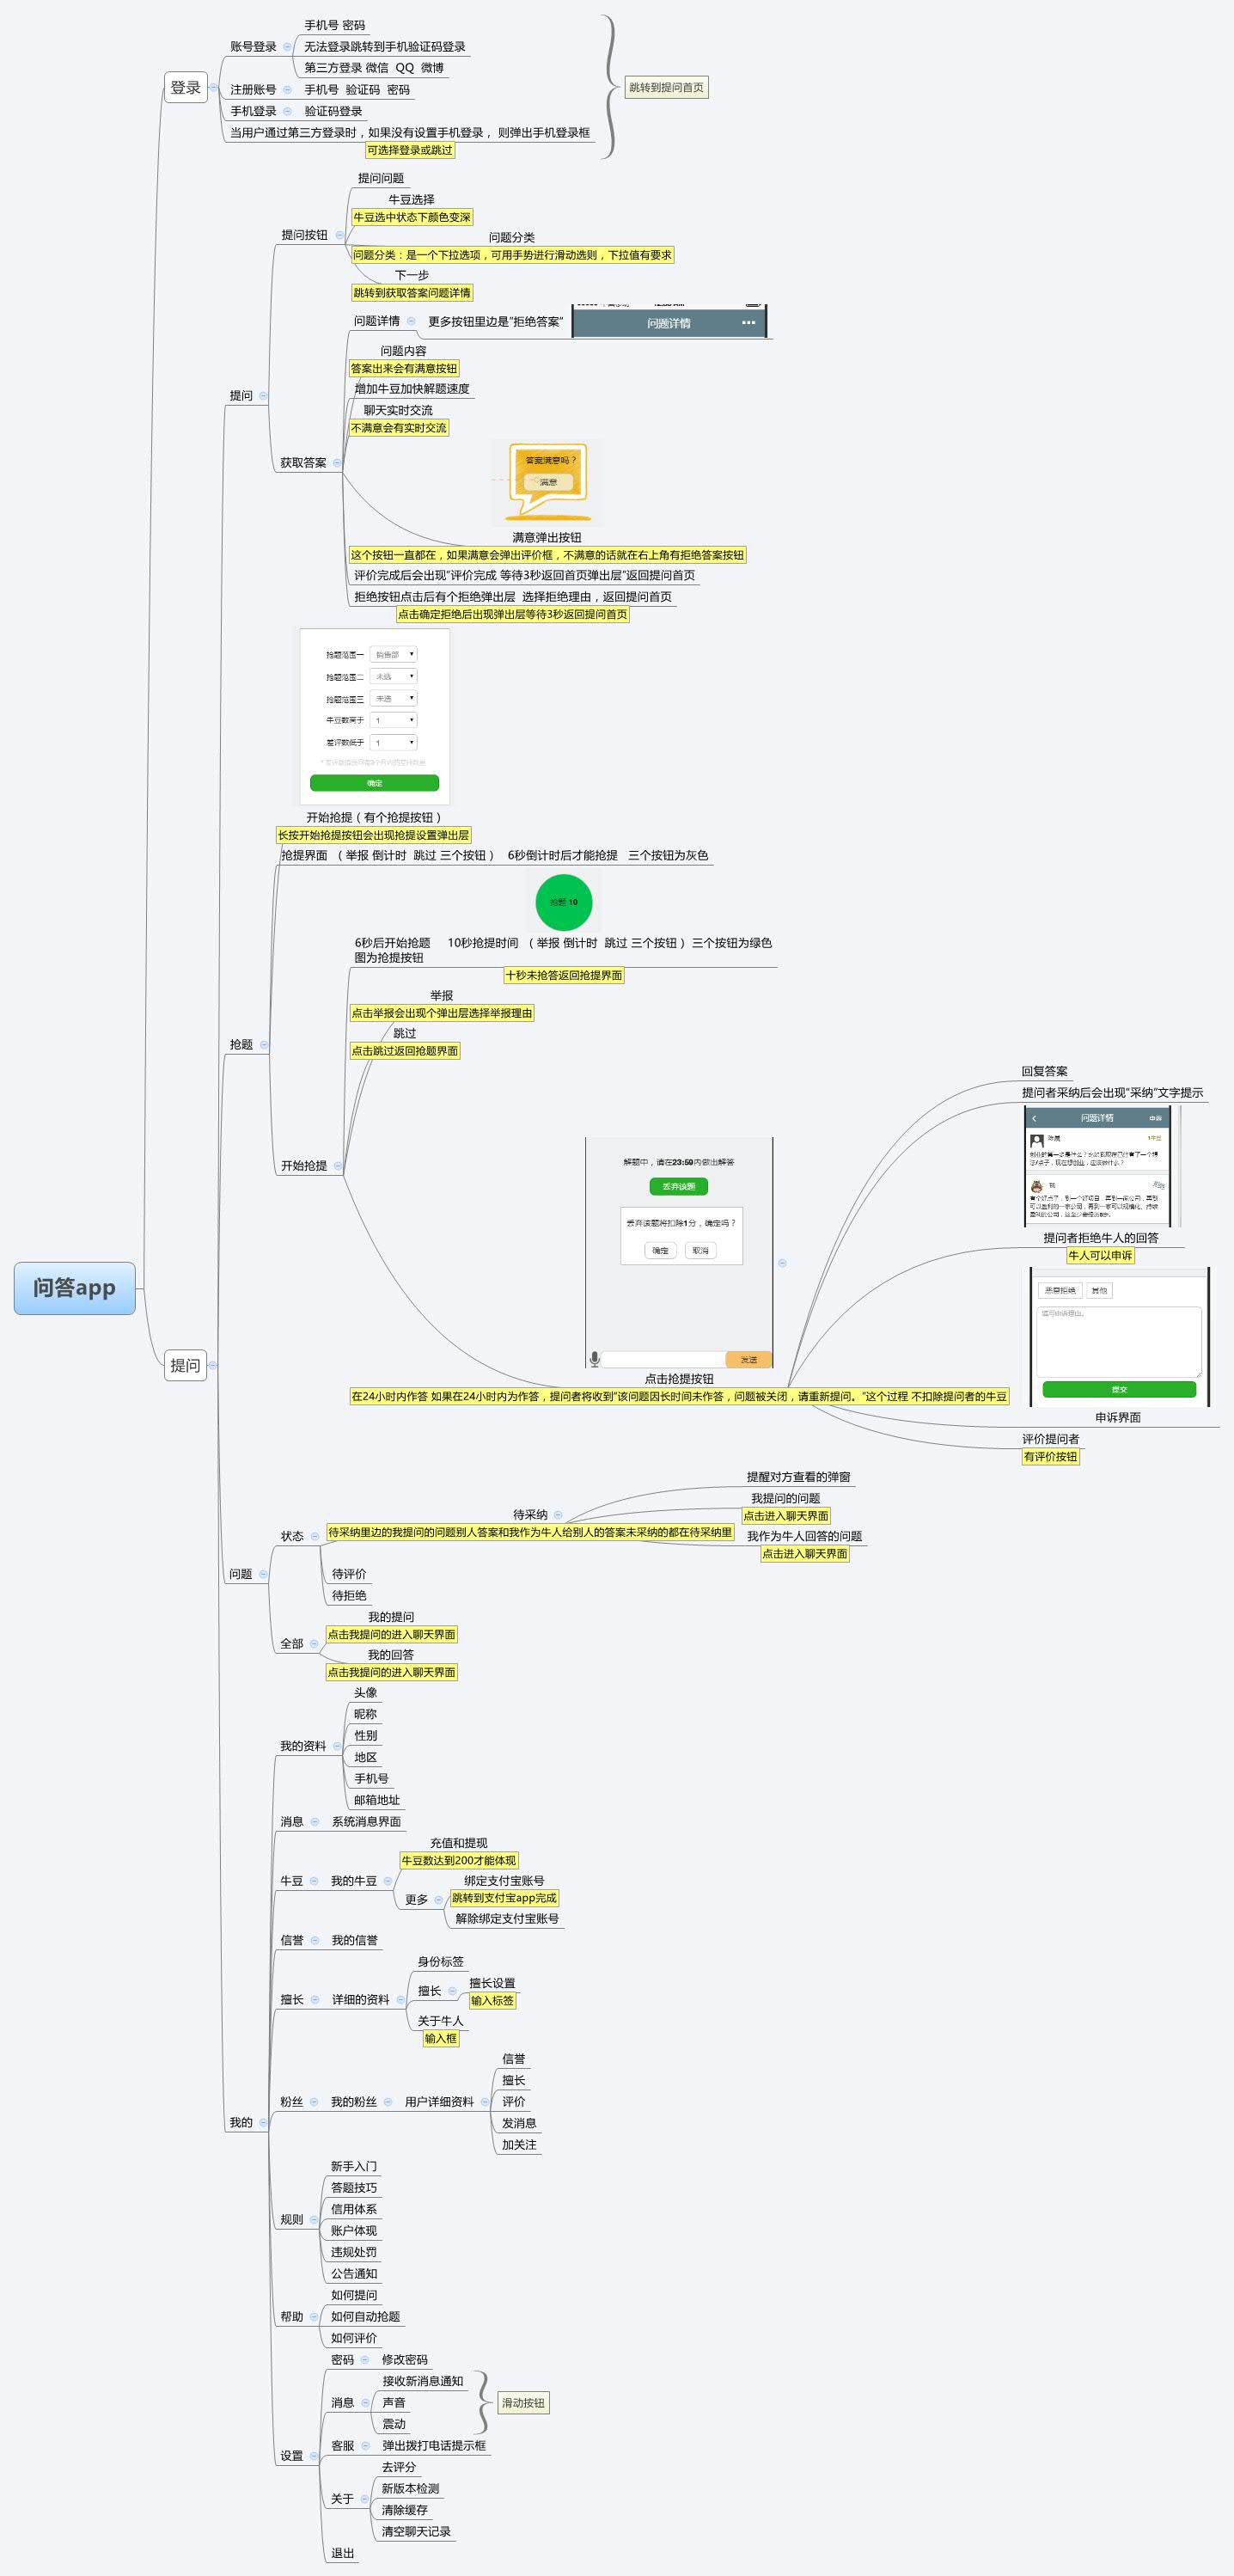 手机号 密码
账号登录
无法登录跳转到手机验证码登录
第三方登录 微信 QQ 微博
登录
跳转到提问首页
注册账号
手机号 验证码 密码
手机登录
验证码登录
当用户通过第三方登录时，如果没有设置手机登录， 则弹出手机登录框
可选择登录或跳过
提问问题
牛豆选择
牛豆选中状态下颜色变深
提问按钮
问题分类
问题分类：是一个下拉选项，可用手势进行滑动选则，下拉值有要求
下一步
跳转到获取答案问题详情
问题详情
更多按钮里边是“拒绝答案”
问题详情
问题内容
答案出来会有满意按钮
提问
增加牛豆加快解题速度
聊天实时交流
不满意会有实时交流
获取答案
答案满意吗？
满意
满意弹出按钮
这个按钮一直都在，如果满意会弹出评价框，不满意的话就在右上角有拒绝答案按钮
评价完成后会出现“评价完成 等待3秒返回首页弹出层”返回提问首页
拒绝按钮点击后有个拒绝弹出层 选择拒绝理由，返回提问首页
点击确定拒绝后出现弹出层等待3秒返回提问首页
抢题范围一 销售部
抢题范围二 未选
抢题范围三 未选
牛豆数高于 1
差评数低于 1
确定
开始抢提（有个抢提按钮）
长按开始抢提按钮会出现抢提设置弹出层
抢提界面 （ 举报 倒计时 跳过 三个按钮 ） 6秒倒计时后才能抢提 三个按钮为灰色
抢题 10
6秒后开始抢题 10秒抢提时间 （ 举报 倒计时 跳过 三个按钮 ） 三个按钮为绿色
图为抢提按钮
十秒未抢答返回抢提界面
举报
点击举报会出现个弹出层选择举报理由
跳过
点击跳过返回抢题界面
抢题
开始抢提
解题中，请在23:59内做出解答
丢弃该题
丢弃该题将扣除1分，确定吗？
确定 取消
发送
点击抢提按钮
在24小时内作答 如果在24小时内为作答，提问者将收到“该问题因长时间未作答，问题被关闭，请重新提问。”这个过程 不扣除提问者的牛豆
回复答案
提问者采纳后会出现“采纳”文字提示
问题详情 申诉
1牛豆
我
提问者拒绝牛人的回答
牛人可以申诉
恶意拒绝 其他
填写申诉理由。
提交
申诉界面
评价提问者
有评价按钮
问答app
提问
提醒对方查看的弹窗
待采纳
待采纳里边的我提问的问题别人答案和我作为牛人给别人的答案未采纳的都在待采纳里
我提问的问题
点击进入聊天界面
我作为牛人回答的问题
点击进入聊天界面
状态
待评价
待拒绝
问题
我的提问
点击我提问的进入聊天界面
全部
我的回答
点击我提问的进入聊天界面
头像
昵称
性别
我的资料
地区
手机号
邮箱地址
消息
系统消息界面
充值和提现
牛豆数达到200才能体现
牛豆
我的牛豆
绑定支付宝账号
跳转到支付宝app完成
更多
解除绑定支付宝账号
信誉
我的信誉
身份标签
擅长
详细的资料
擅长
擅长设置
输入标签
关于牛人
输入框
信誉
擅长
粉丝
我的粉丝
用户详细资料
评价
发消息
加关注
我的
新手入门
答题技巧
信用体系
规则
账户体现
违规处罚
公告通知
如何提问
帮助
如何自动抢题
如何评价
密码
修改密码
接收新消息通知
消息
声音
滑动按钮
震动
客服
弹出拨打电话提示框
设置
去评分
新版本检测
关于
清除缓存
清空聊天记录
退出